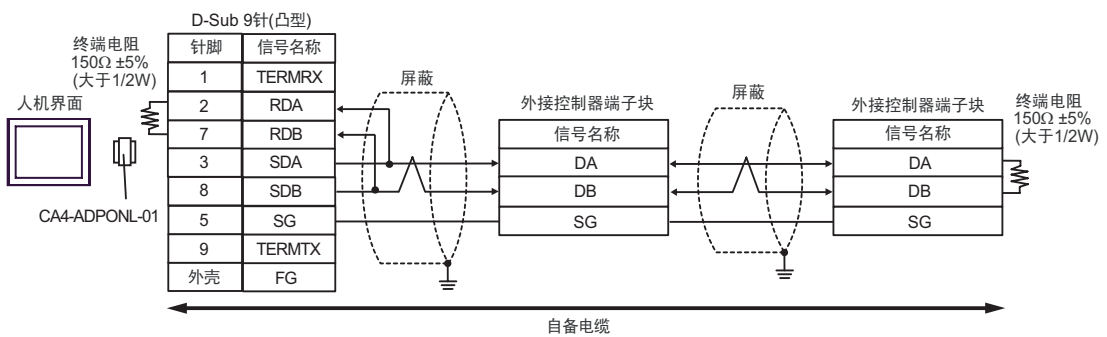 D-Sub 9针(凸型)
终端电阻
150Ω ±5%
(大于1/2W)
人机界面
CA4-ADPONL-01
针脚 信号名称
1 TERMRX
2 RDA
7 RDB
3 SDA
8 SDB
5 SG
9 TERMTX
外壳 FG
屏蔽
外接控制器端子块
信号名称
DA
DB
SG
屏蔽
外接控制器端子块
信号名称
DA
DB
SG
终端电阻
150Ω ±5%
(大于1/2W)
自备电缆